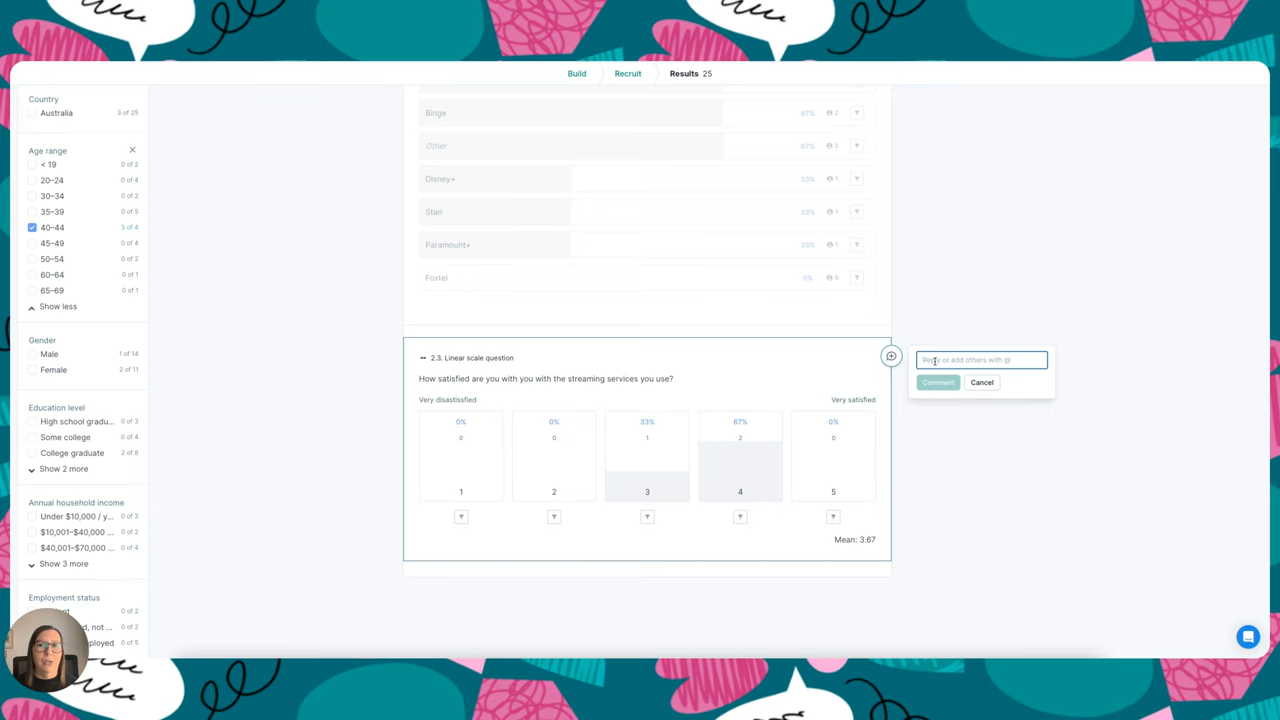 Build
Recruit
Results 25
Country
Australia 3 of 25
Age range
< 19 0 of 2
20–24 0 of 4
30–34 0 of 2
35–39 0 of 5
40–44 3 of 4
45–49 0 of 4
50–54 0 of 2
60–64 0 of 1
65–69 0 of 1
Show less
Gender
Male 1 of 14
Female 2 of 11
Education level
High school gradu... 0 of 3
Some college 0 of 4
College graduate 2 of 8
Show 2 more
Annual household income
Under $10,000 / y... 0 of 3
$10,001–$40,000 ... 0 of 2
$40,001–$70,000 ... 0 of 4
Show 3 more
Employment status
0 of 2
not ... 0 of 2
0 of 5
Binge 67% 2
Other 67% 2
Disney+ 33% 1
Stan 33% 1
Paramount+ 33% 1
Foxtel 0% 0
2.3. Linear scale question
How satisfied are you with you with the streaming services you use?
Very disastissfied Very satisfied
0% 0% 33% 67% 0%
0 0 1 2 0
1 2 3 4 5
Mean: 3.67
Reply or add others with @
Comment Cancel